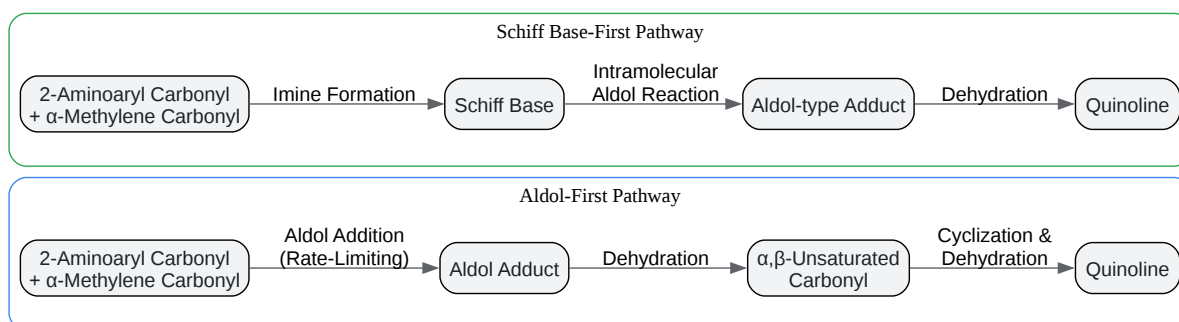 Schiff Base-First Pathway
2-Aminoaryl Carbonyl
+ α-Methylene Carbonyl
Imine Formation
Schiff Base
Intramolecular
Aldol Reaction
Aldol-type Adduct
Dehydration
Quinoline
Aldol-First Pathway
2-Aminoaryl Carbonyl
+ α-Methylene Carbonyl
Aldol Addition
(Rate-Limiting)
Aldol Adduct
Dehydration
α,β-Unsaturated
Carbonyl
Cyclization &
Dehydration
Quinoline